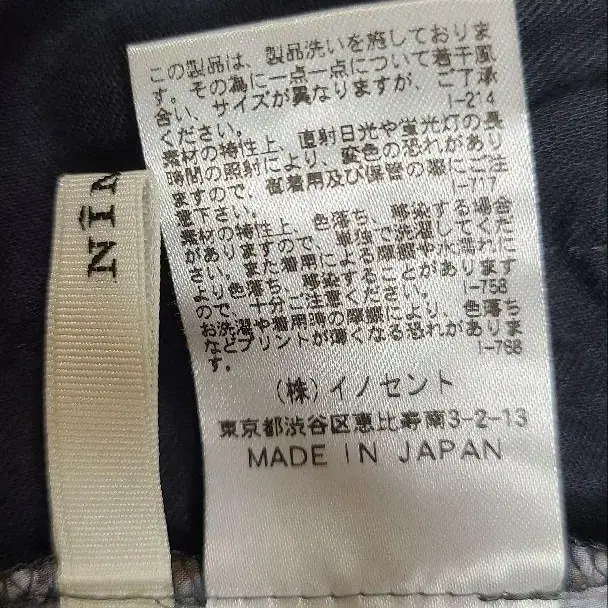 この製品は、製品洗いを施しておりま
す。その為に一点一点について若干風
合い、サイズが異なりますが、ご了承
ください。
I-214
素材の特性上、直射日光や蛍光灯の長
時間の照射により、変色の恐れがあり
ますので、御着用及び保管の際にご注
意下さい。
I-717
素材の特性上、色落ち、移染する場合
がありますので、単独で洗濯してくだ
さい。また着用による摩擦や水濡れに
より色落ち、移染することがあります
ので、十分ご注意ください。
I-758
お洗濯や着用時の摩擦により、色落ち
などプリントが薄くなる恐れがありま
す。
I-768
(株)イノセント
東京都渋谷区恵比寿南3-2-13
MADE IN JAPAN